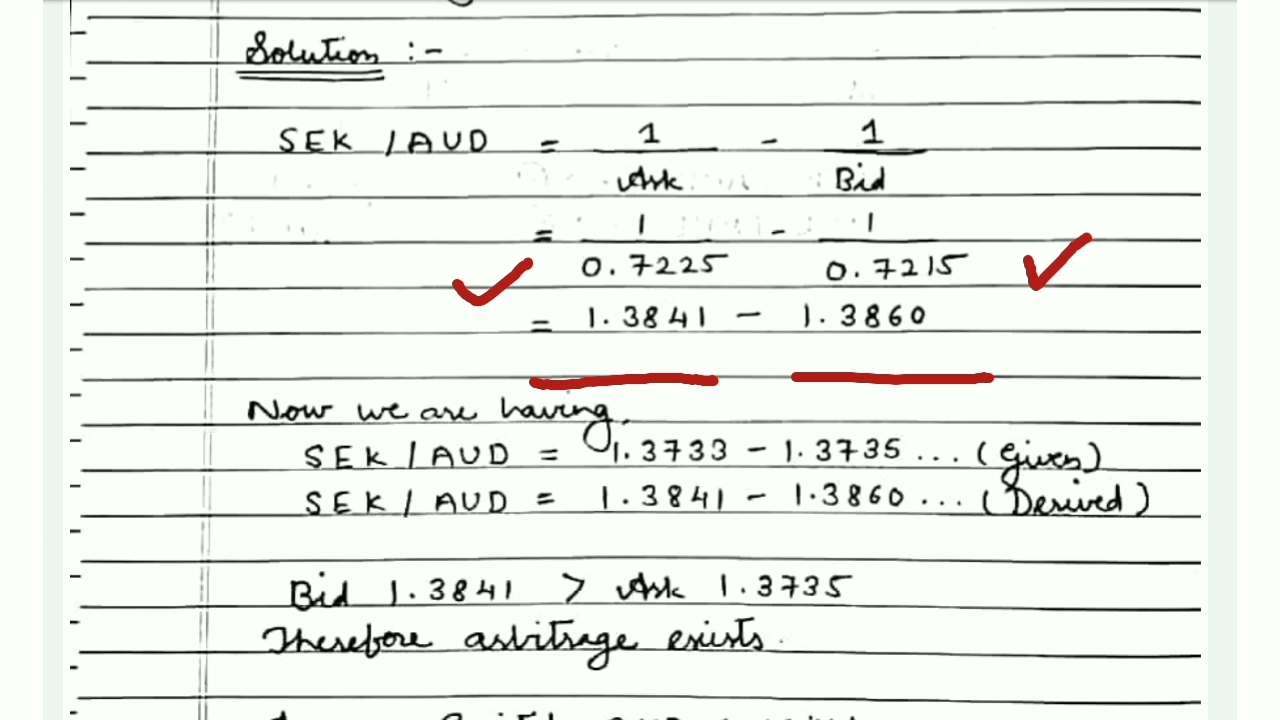 Solution :-
SEK / AUD = 1/Ask - 1/Bid
= 1/0.7225 - 1/0.7215
= 1.3841 - 1.3860
Now we are having,
SEK / AUD = 1.3733 - 1.3735 ... (Given)
SEK / AUD = 1.3841 - 1.3860 ... (Derived)
Bid 1.3841 > Ask 1.3735
Therefore arbitrage exists.